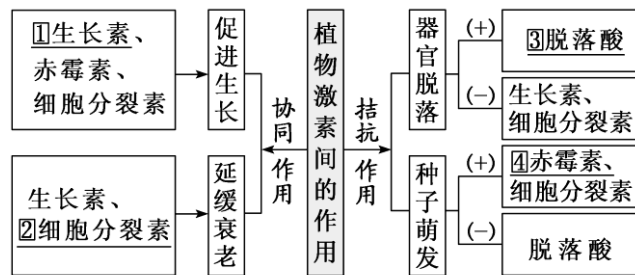 ①生长素、
赤霉素、
细胞分裂素
促进生长
生长素、
②细胞分裂素
延缓衰老
协同
作用
植物激素间的作用
拮抗
作用
器官脱落
(+)
③脱落酸
(−)
生长素、
细胞分裂素
种子萌发
(+)
④赤霉素、
细胞分裂素
(−)
脱落酸